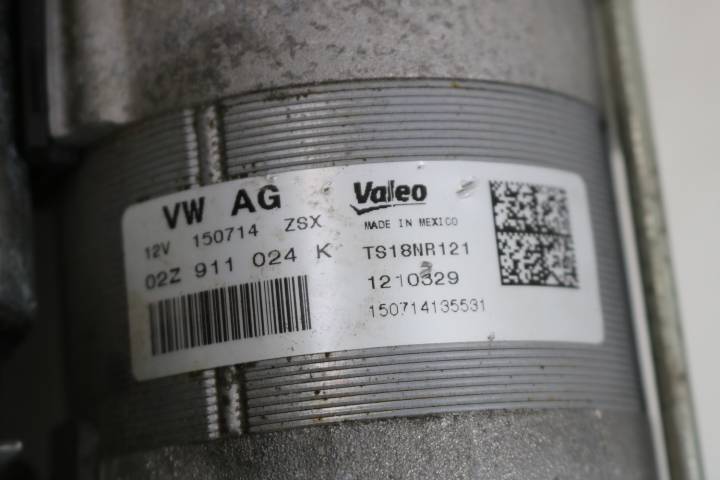 VW AG Valeo
12V 150714 ZSX MADE IN MEXICO
02Z 911 024 K TS18NR121
1210329
150714135531